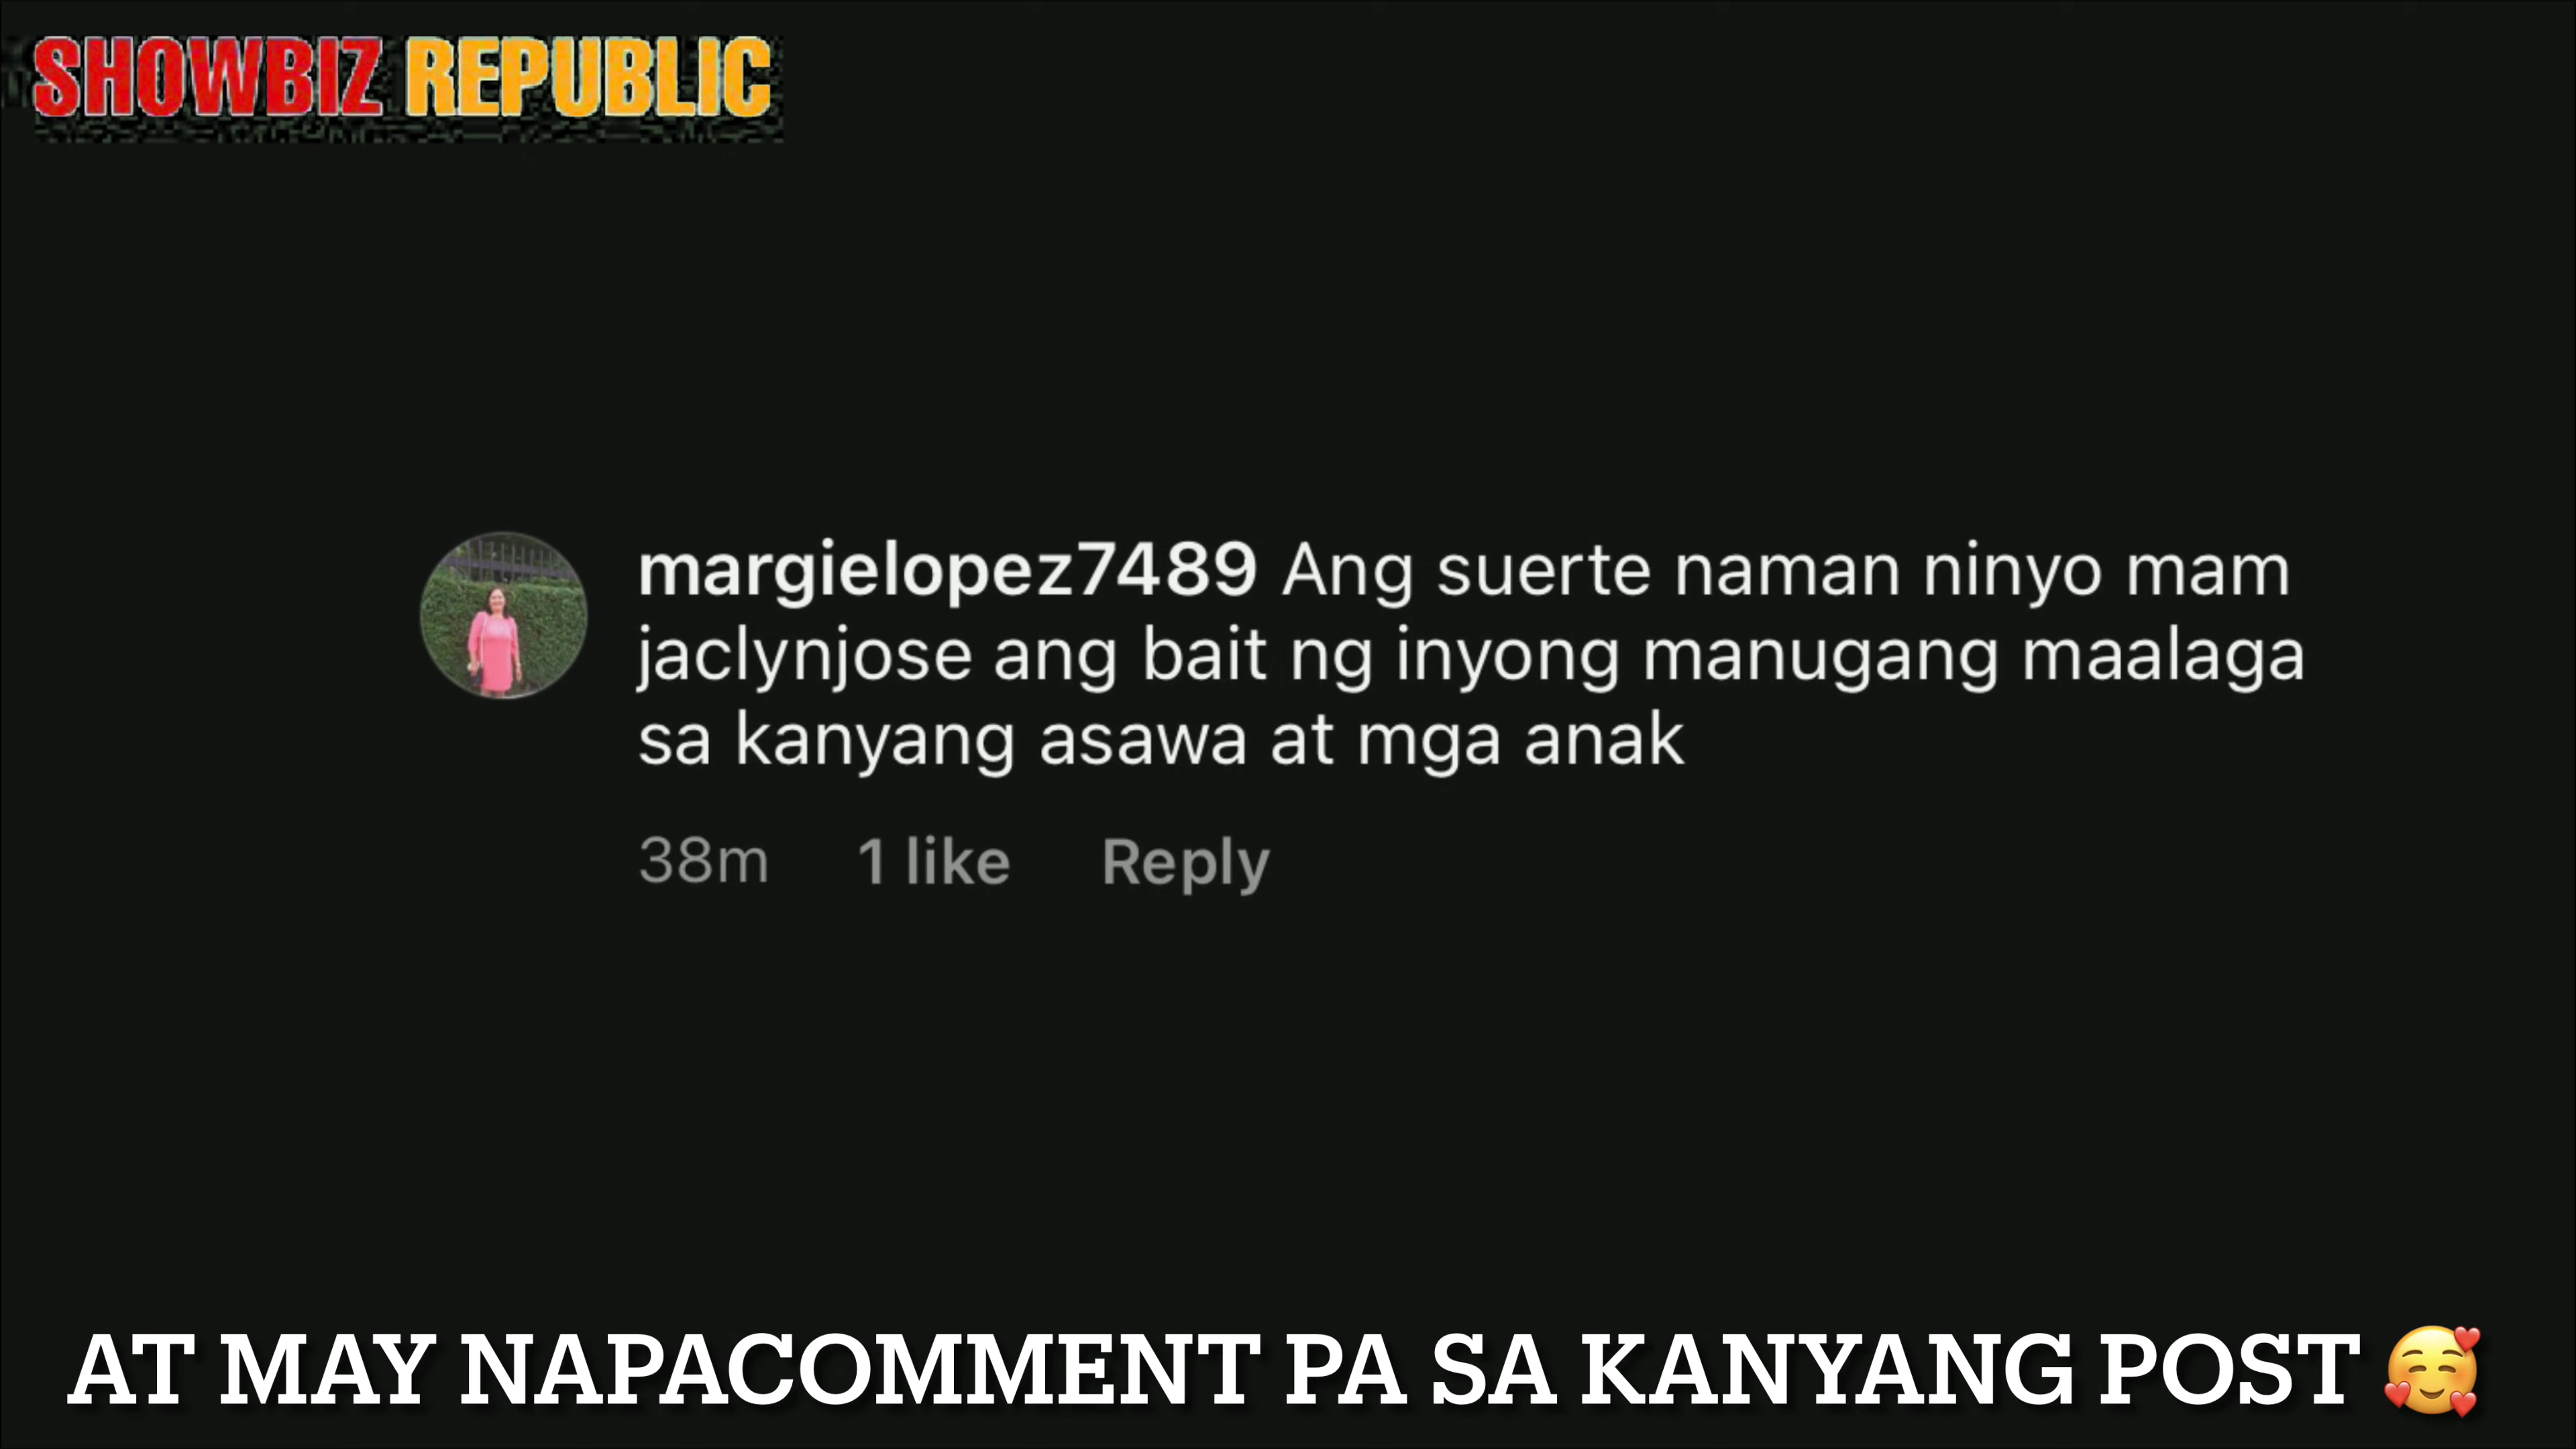 SHOWBIZ REPUBLIC
margielopez7489 Ang suerte naman ninyo mam
jaclynjose ang bait ng inyong manugang maalaga
sa kanyang asawa at mga anak
38m 1 like Reply
AT MAY NAPACOMMENT PA SA KANYANG POST 🥰